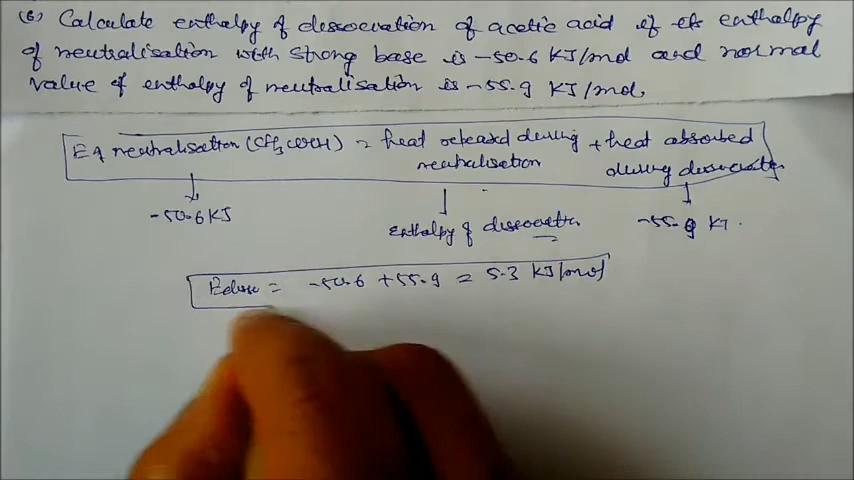 (6) Calculate enthalpy of dissociation of acetic acid if its enthalpy
of neutralisation with strong base is -50.6 KJ/mol and normal
value of enthalpy of neutralisation is -55.9 KJ/mol.
Eq neutralisation (CH3COOH) = heat released during + heat absorbed
neutralisation during dissociation
-50.6 KJ
Enthalpy of dissociation
-55.9 KJ.
Ediss = -50.6 + 55.9 = 5.3 KJ/mol